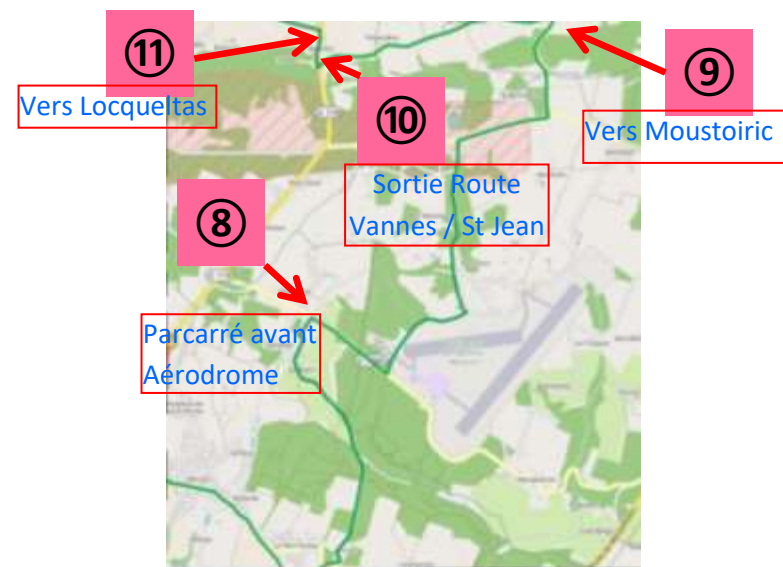 ⑪
Vers Locqueltas
⑨
Vers Moustoiric
⑩
Sortie Route
Vannes / St Jean
⑧
Parcarré avant
Aérodrome